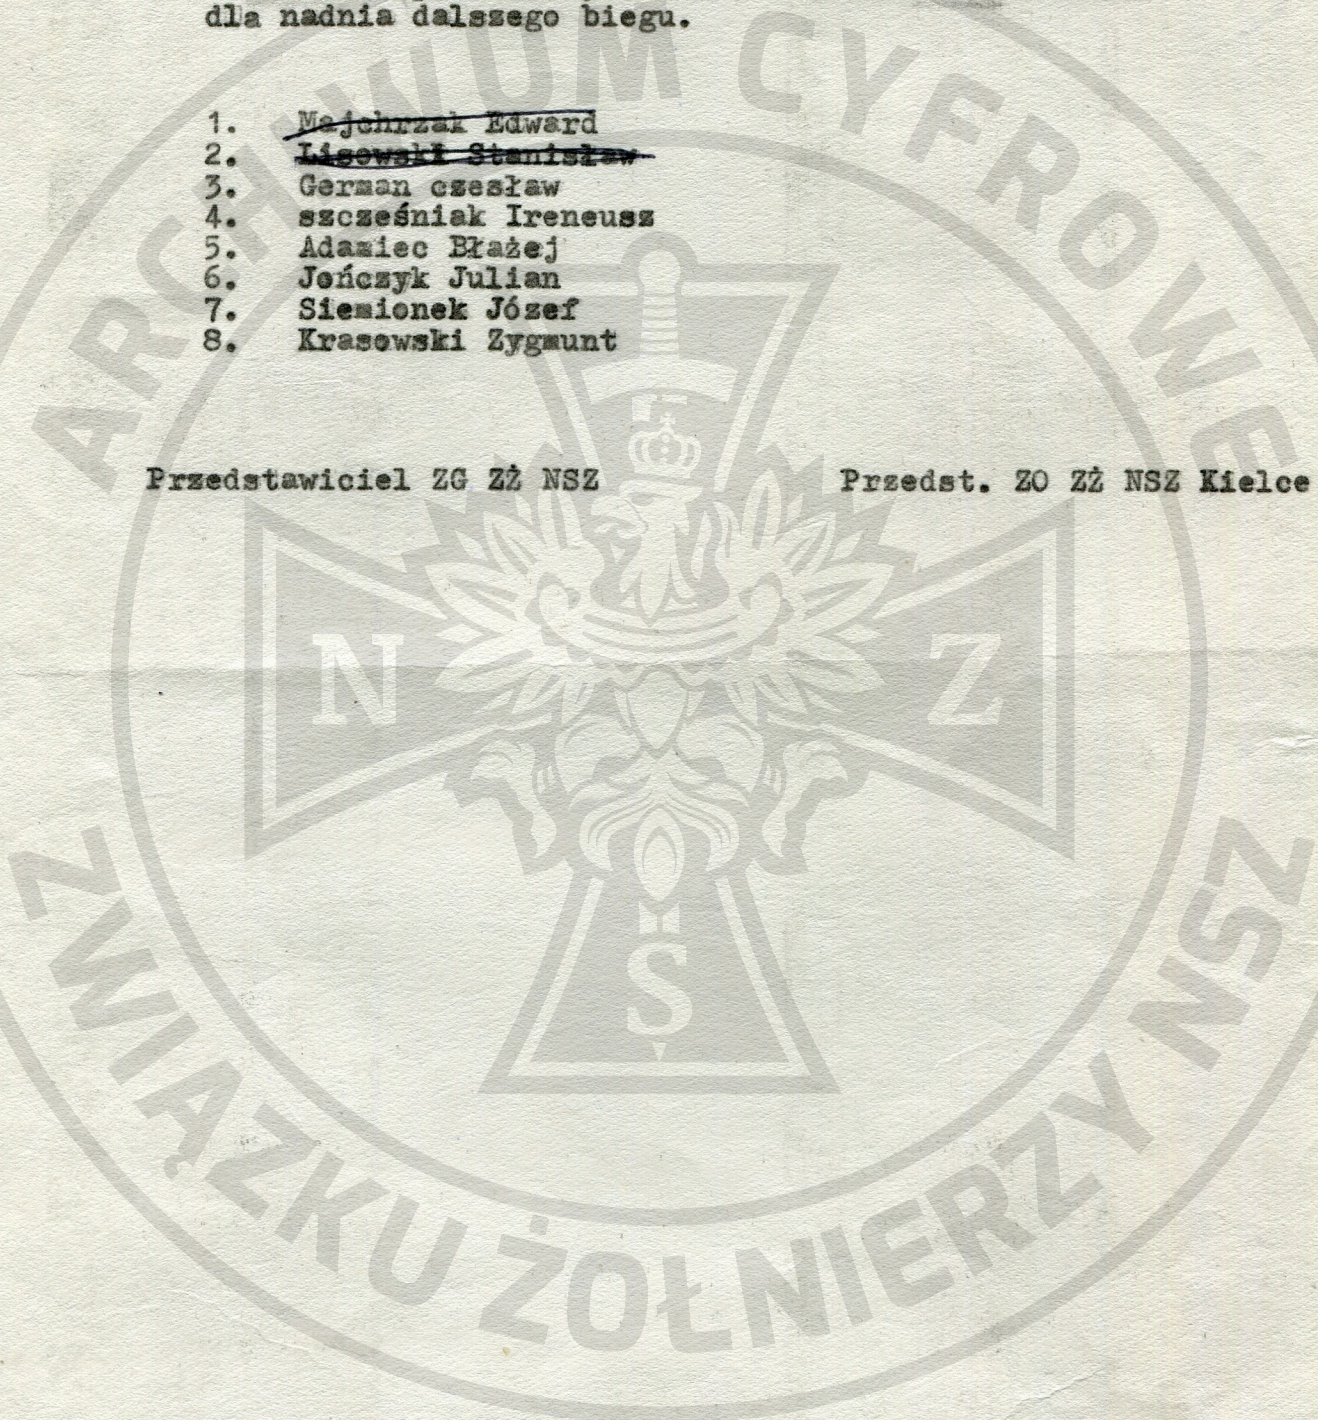 dla nadnia dalszego biegu.
1. Majchrzak Edward
2. Lisowski Stanisław
3. German czesław
4. szcześniak Ireneusz
5. Adamiec Błażej
6. Jończyk Julian
7. Siemionek Józef
8. Krasowski Zygmunt
Przedstawiciel ZG ZŻ NSZ Przedst. ZO ZŻ NSZ Kielce
ARCHIWUM CYFROWE
N Z
S
ZWIĄZKU ŻOŁNIERZY NSZ